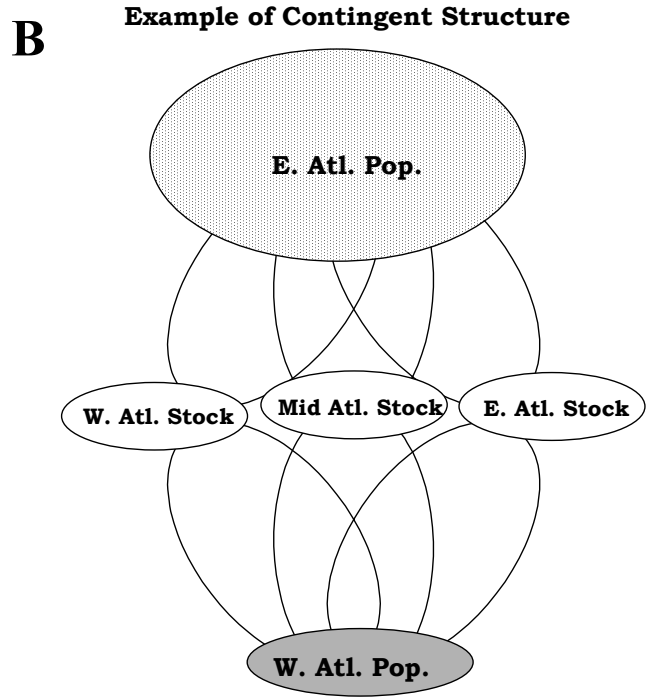 Example of Contingent Structure
B
E. Atl. Pop.
W. Atl. Stock
Mid Atl. Stock
E. Atl. Stock
W. Atl. Pop.